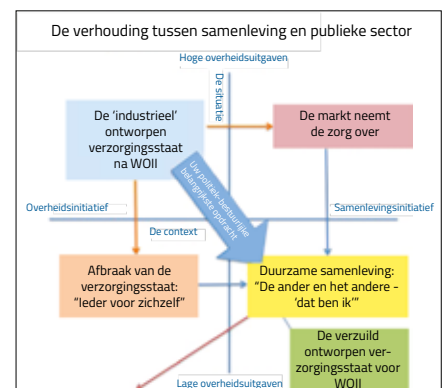 De verhouding tussen samenleving en publieke sector
Hoge overheidsuitgaven
De situatie
De ‘industrieel’
ontworpen
verzorgingsstaat
na WOII
De markt neemt
de zorg over
Uw politiek-bestuurlijke
belangrijkste opdracht
Overheidsinitiatief
Samenlevingsinitiatief
De context
Afbraak van de
verzorgingsstaat:
“Ieder voor zichzelf”
Duurzame samenleving:
“De ander en het andere -
‘dat ben ik’”
De verzuild
ontworpen ver-
zorgingsstaat voor
WOII
Lage overheidsuitgaven